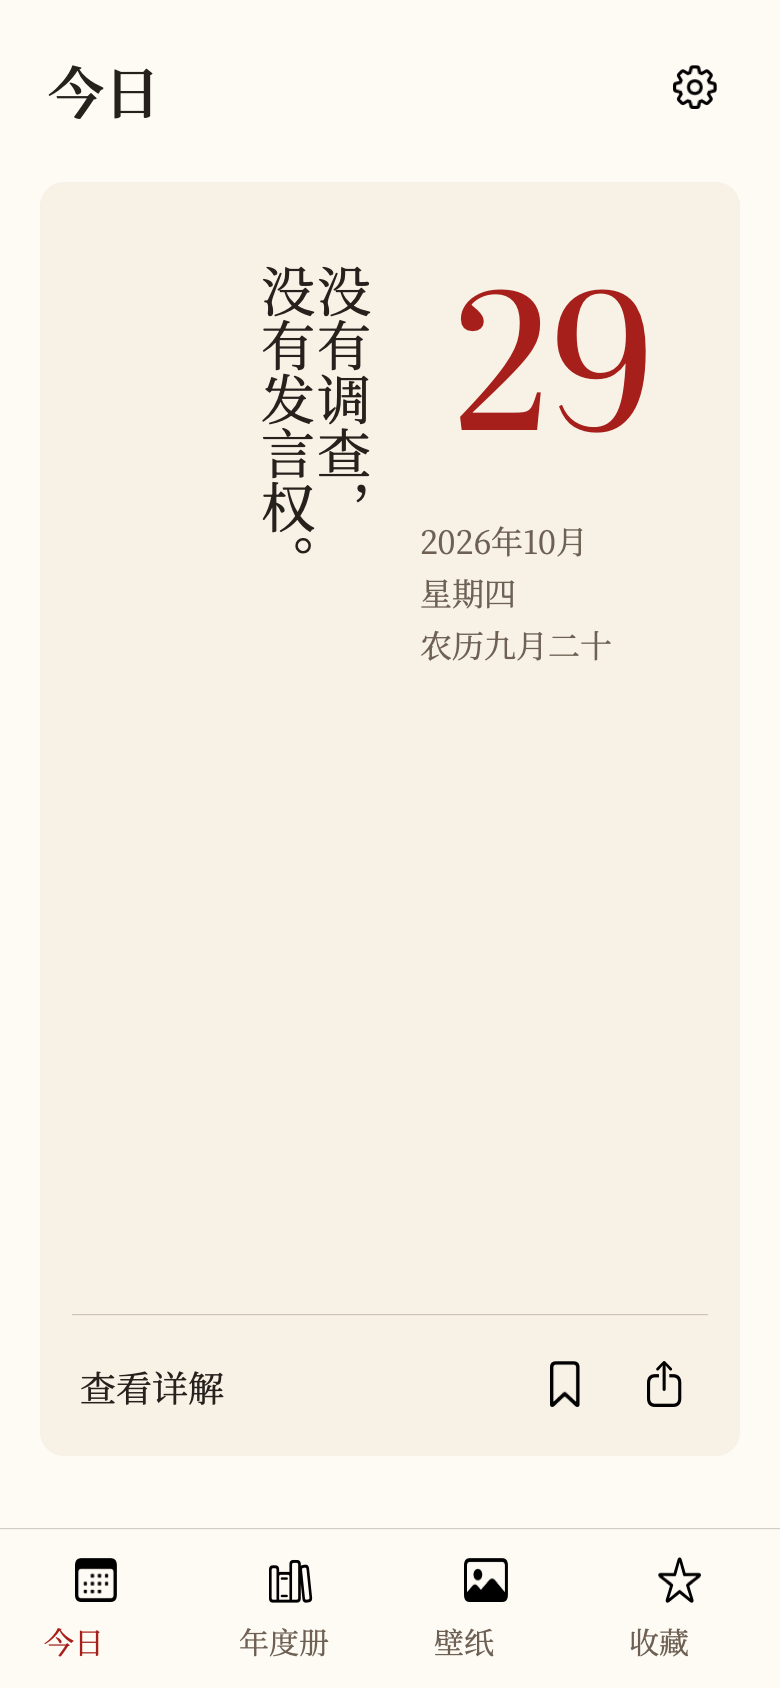 今日
29
2026年10月
星期四
农历九月二十
没有调查，
没有发言权。
查看详解
今日
年度册
壁纸
收藏